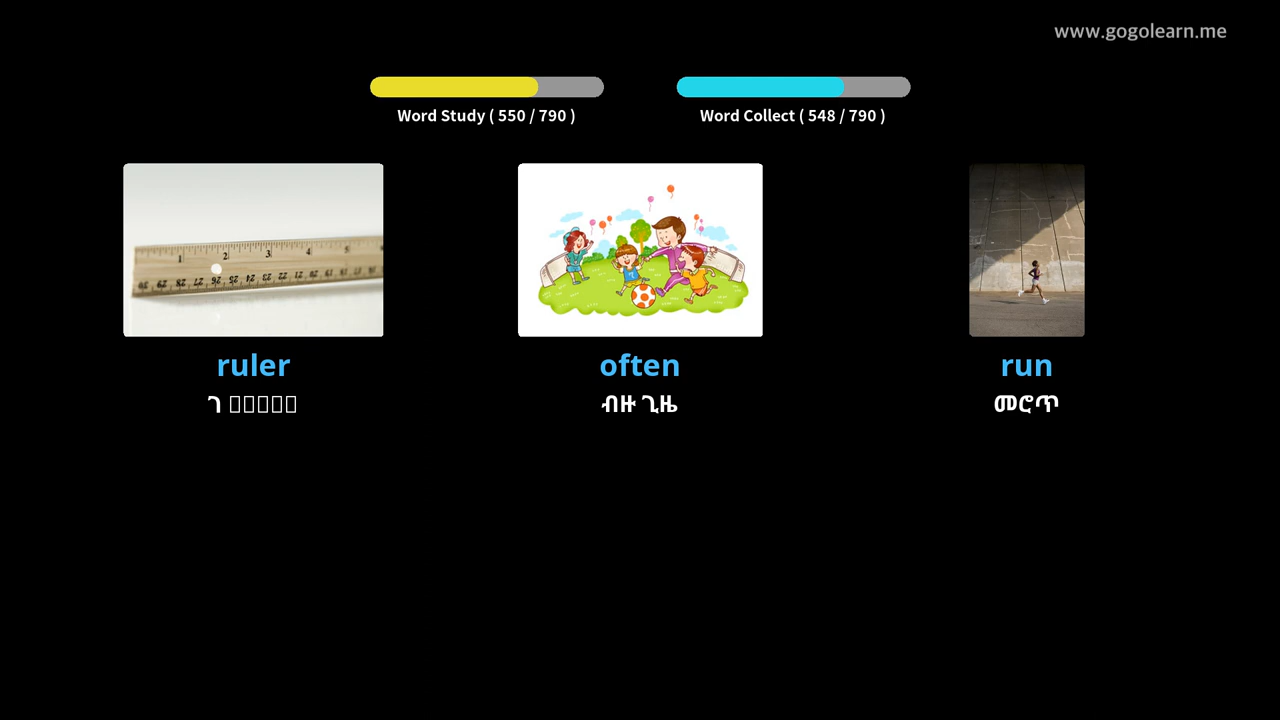 www.gogolearn.me
Word Study ( 550 / 790 )
Word Collect ( 548 / 790 )
ruler
often
run
ብዙ ጊዜ
መሮጥ